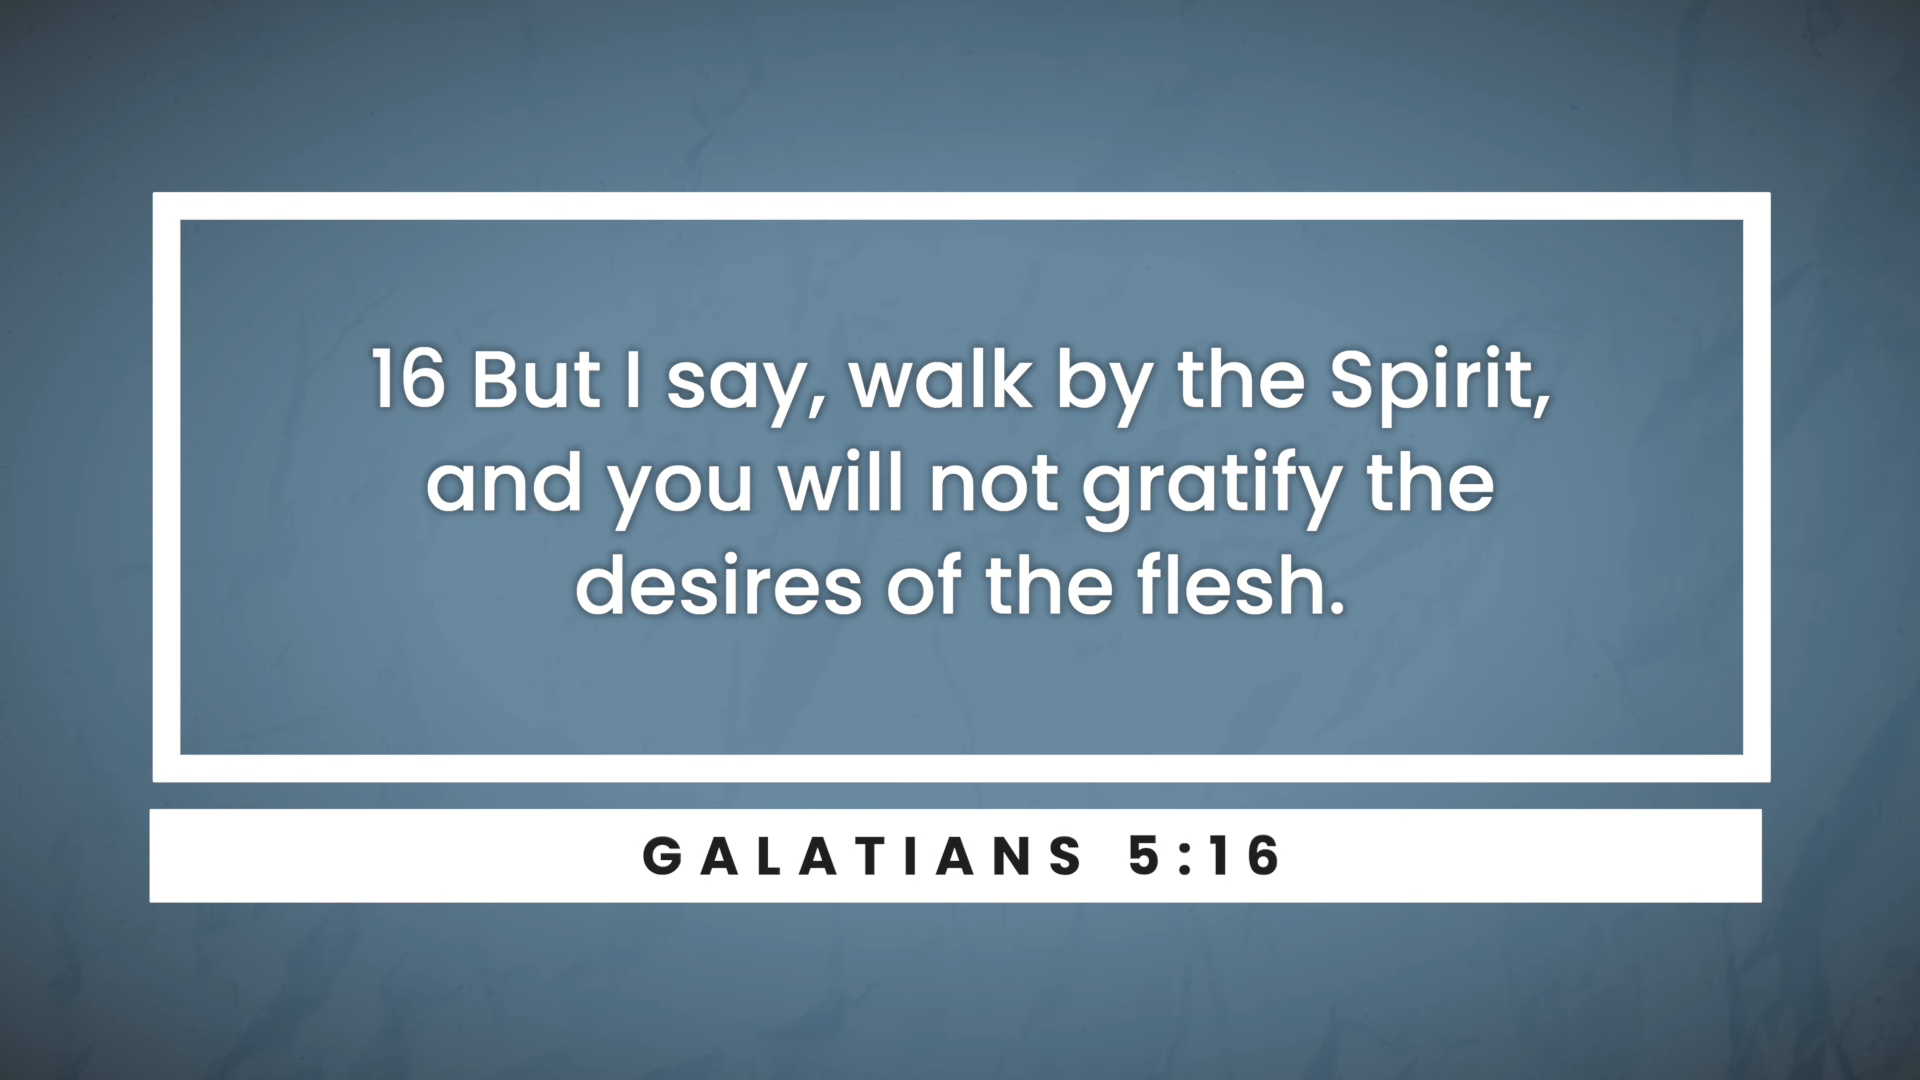 16 But I say, walk by the Spirit,
and you will not gratify the
desires of the flesh.
GALATIANS 5:16